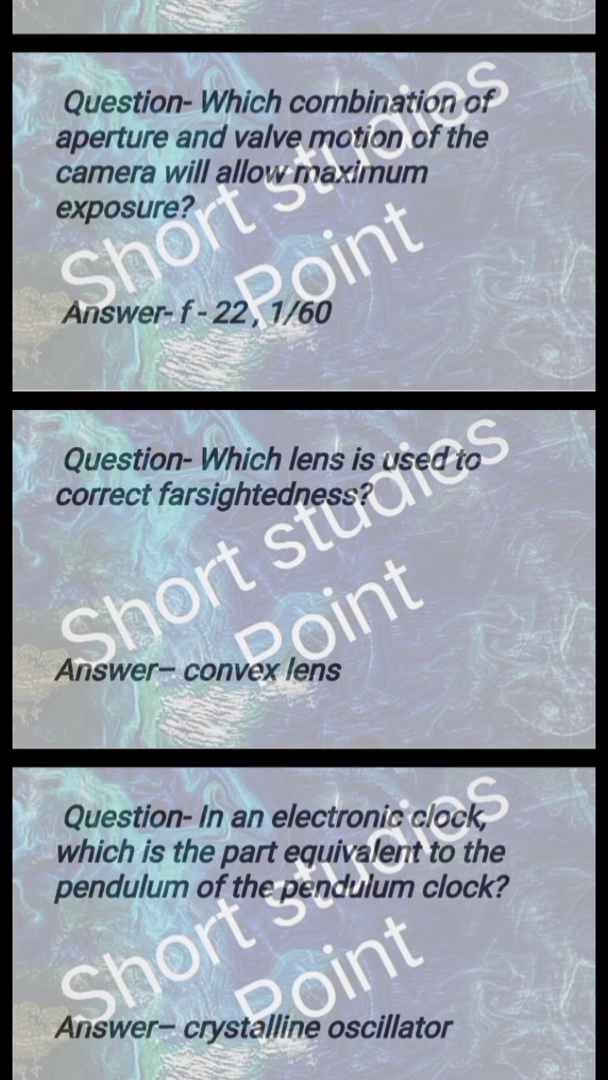 Question- Which combination of
aperture and valve motion of the
camera will allow maximum
exposure?
Answer- f - 22 , 1/60
Short studies
Point
Question- Which lens is used to
correct farsightedness?
Answer– convex lens
Short studies
Point
Question- In an electronic clock,
which is the part equivalent to the
pendulum of the pendulum clock?
Answer– crystalline oscillator
Short studies
Point